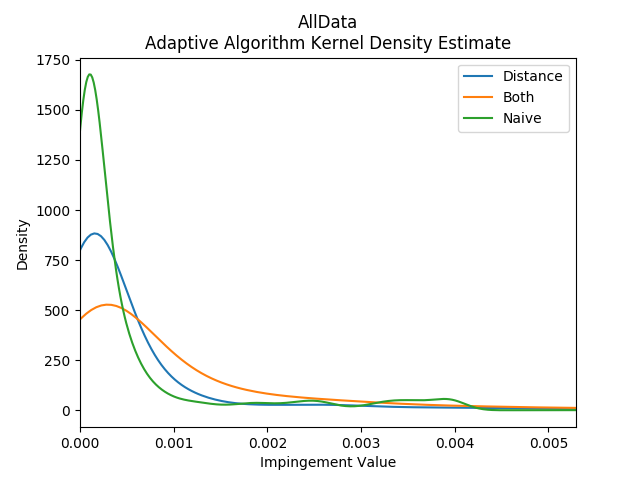 AllData
Adaptive Algorithm Kernel Density Estimate
1750
1500
1250
1000
750
500
250
0
Density
0.000 0.001 0.002 0.003 0.004 0.005
Impingement Value
Distance
Both
Naive